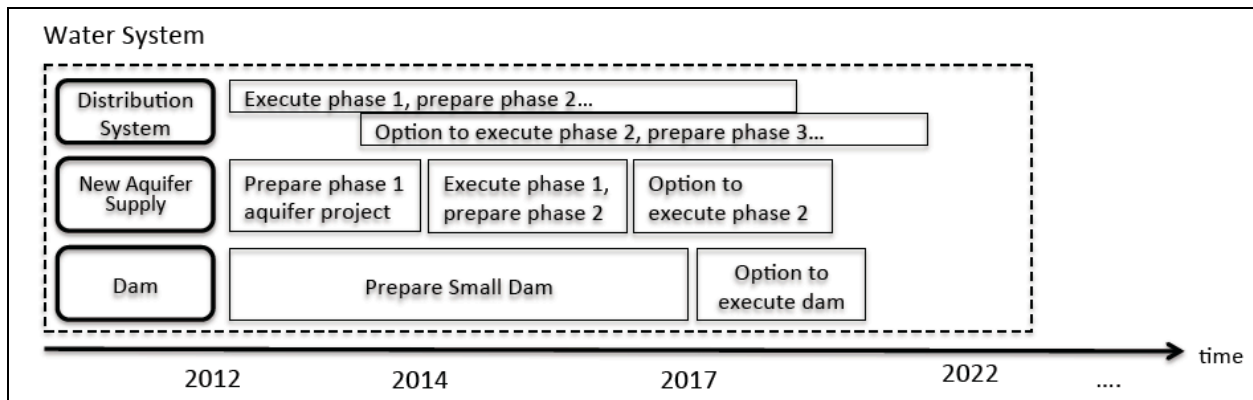 Water System
Distribution
System
Execute phase 1, prepare phase 2...
Option to execute phase 2, prepare phase 3...
New Aquifer
Supply
Prepare phase 1
aquifer project
Execute phase 1,
prepare phase 2
Option to
execute phase 2
Dam
Prepare Small Dam
Option to
execute dam
time
2012
2014
2017
2022
....